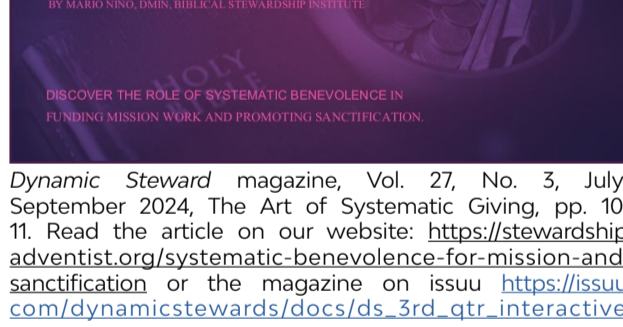 BY MARIO NINO, DMIN, BIBLICAL STEWARDSHIP INSTITUTE
HOLY BIBLE
DISCOVER THE ROLE OF SYSTEMATIC BENEVOLENCE IN
FUNDING MISSION WORK AND PROMOTING SANCTIFICATION.
Dynamic Steward magazine, Vol. 27, No. 3, July
September 2024, The Art of Systematic Giving, pp. 10
11. Read the article on our website: https://stewardship
adventist.org/systematic-benevolence-for-mission-and
sanctification or the magazine on issuu https://issuu
com/dynamicstewards/docs/ds_3rd_qtr_interactive